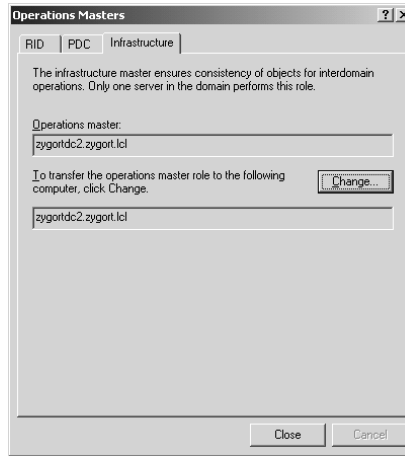 Operations Masters
RID PDC Infrastructure
The infrastructure master ensures consistency of objects for interdomain
operations. Only one server in the domain performs this role.
Operations master:
zygortdc2.zygort.lcl
To transfer the operations master role to the following
computer, click Change.
Change...
zygortdc2.zygort.lcl
Close Cancel